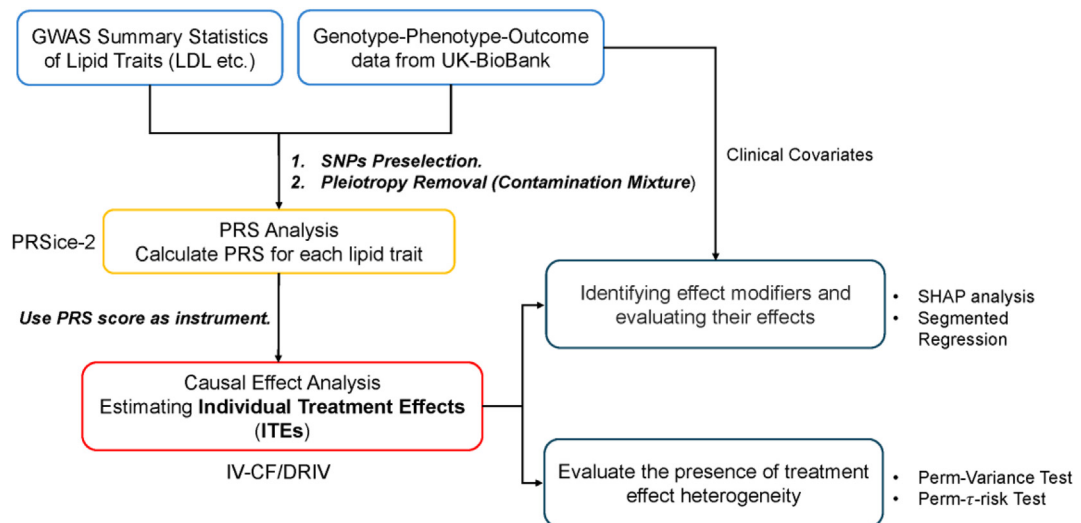 GWAS Summary Statistics
of Lipid Traits (LDL etc.)
Genotype-Phenotype-Outcome
data from UK-BioBank
1. SNPs Preselection.
2. Pleiotropy Removal (Contamination Mixture)
Clinical Covariates
PRSice-2
PRS Analysis
Calculate PRS for each lipid trait
Use PRS score as instrument.
Identifying effect modifiers and
evaluating their effects
• SHAP analysis
• Segmented
Regression
Causal Effect Analysis
Estimating Individual Treatment Effects
(ITEs)
IV-CF/DRIV
Evaluate the presence of treatment
effect heterogeneity
• Perm-Variance Test
• Perm-τ-risk Test